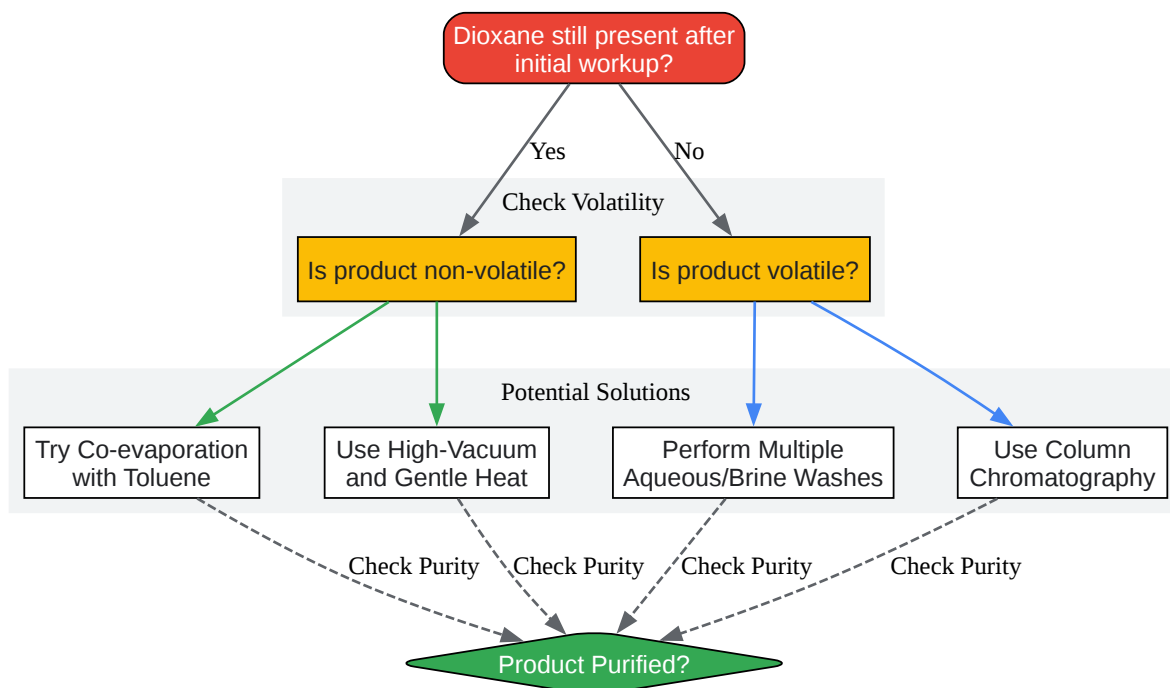 Dioxane still present after
initial workup?
Yes
No
Check Volatility
Is product non-volatile?
Is product volatile?
Potential Solutions
Try Co-evaporation
with Toluene
Use High-Vacuum
and Gentle Heat
Perform Multiple
Aqueous/Brine Washes
Use Column
Chromatography
Check Purity
Check Purity
Check Purity
Check Purity
Product Purified?